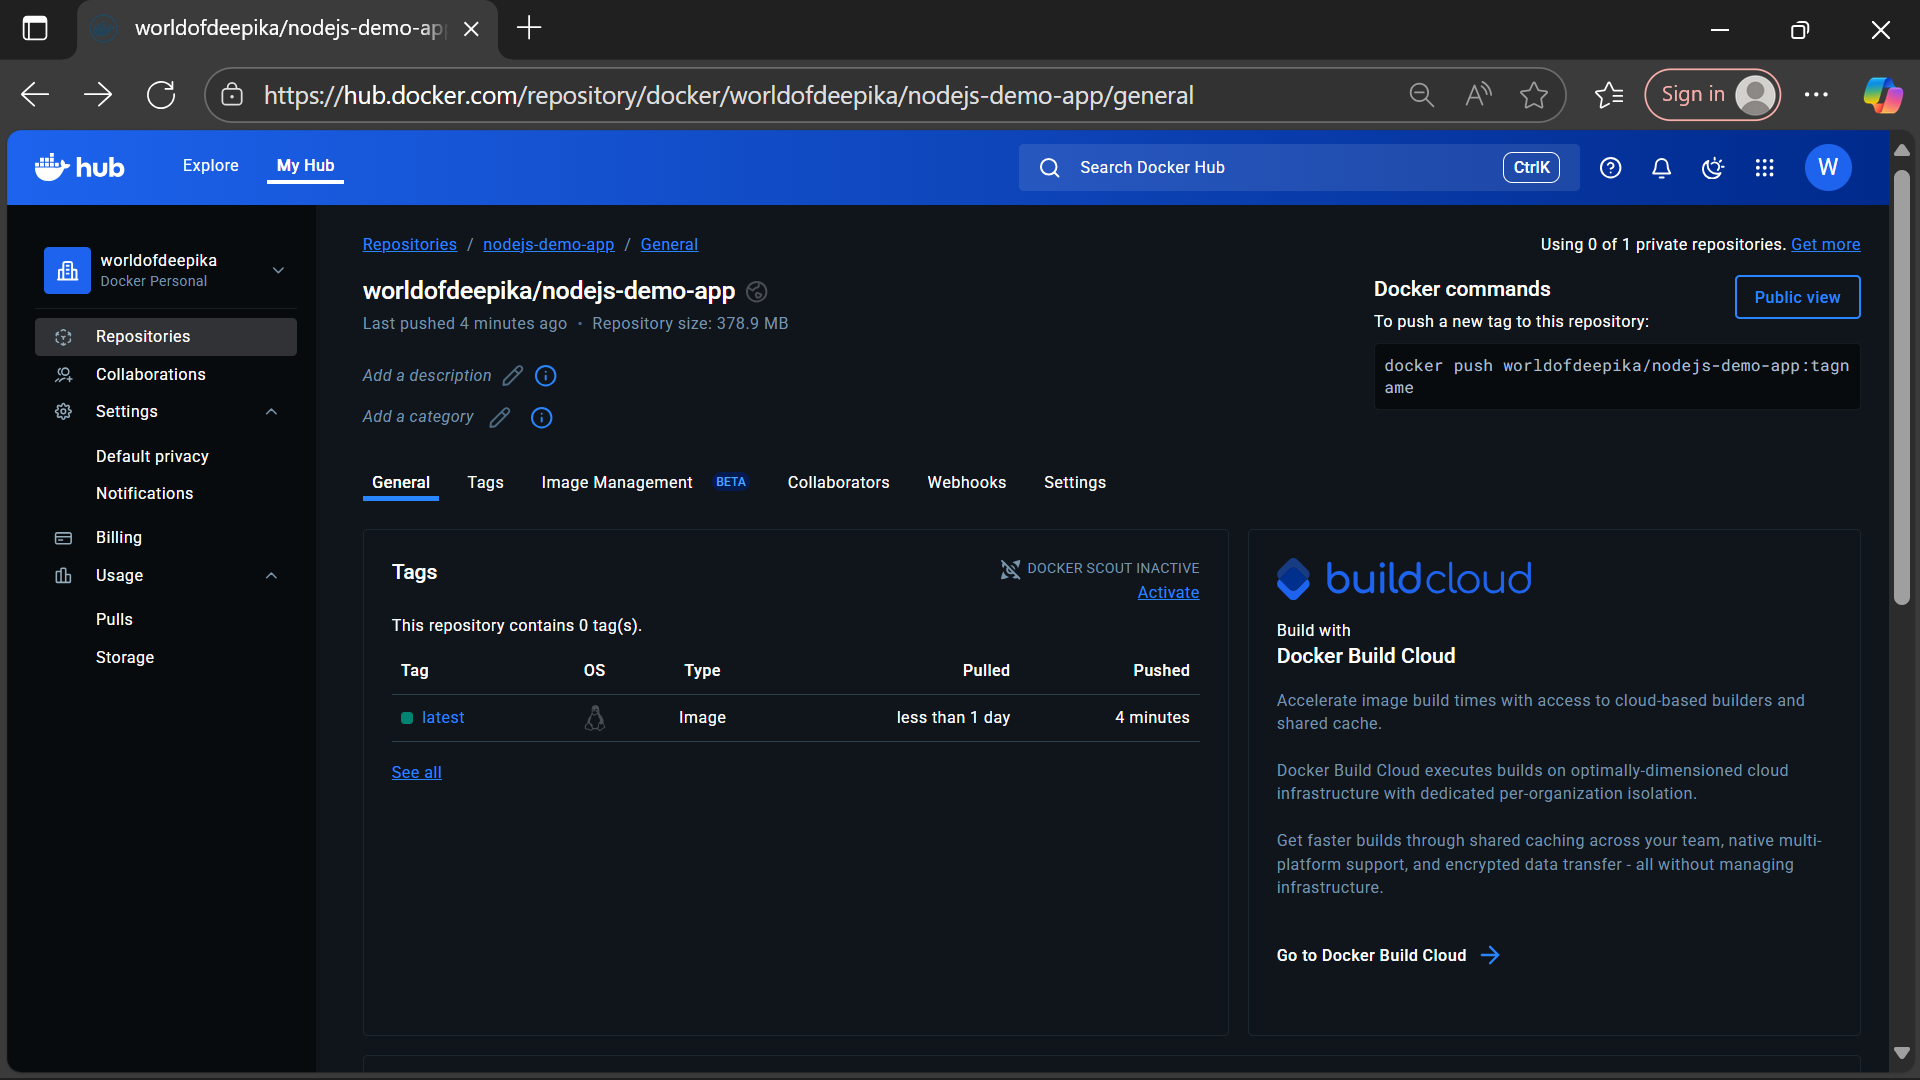 worldofdeepika/nodejs-demo-ap
https://hub.docker.com/repository/docker/worldofdeepika/nodejs-demo-app/general
Sign in
hub
Explore
My Hub
Search Docker Hub
CtrlK
W
worldofdeepika
Docker Personal
Repositories
Collaborations
Settings
Default privacy
Notifications
Billing
Usage
Pulls
Storage
Repositories / nodejs-demo-app / General
Using 0 of 1 private repositories. Get more
worldofdeepika/nodejs-demo-app
Last pushed 4 minutes ago · Repository size: 378.9 MB
Add a description
Add a category
Docker commands
Public view
To push a new tag to this repository:
docker push worldofdeepika/nodejs-demo-app:tagn
ame
General
Tags
Image Management BETA
Collaborators
Webhooks
Settings
Tags
DOCKER SCOUT INACTIVE
Activate
This repository contains 0 tag(s).
Tag OS Type Pulled Pushed
latest Image less than 1 day 4 minutes
See all
buildcloud
Build with
Docker Build Cloud
Accelerate image build times with access to cloud-based builders and
shared cache.
Docker Build Cloud executes builds on optimally-dimensioned cloud
infrastructure with dedicated per-organization isolation.
Get faster builds through shared caching across your team, native multi-
platform support, and encrypted data transfer - all without managing
infrastructure.
Go to Docker Build Cloud